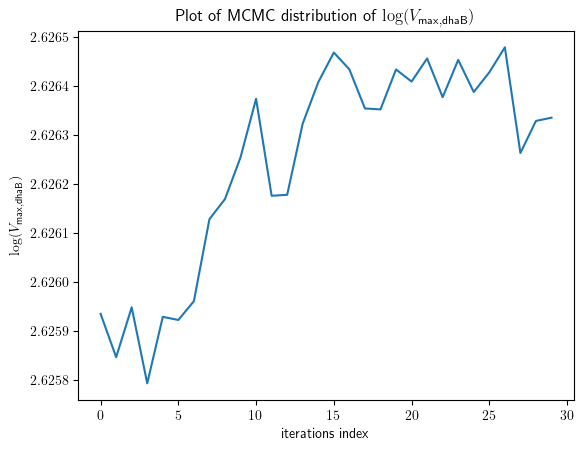 Plot of MCMC distribution of log(V_max,dhaB)
2.6265
2.6264
2.6263
2.6262
2.6261
2.6260
2.6259
2.6258
log(V_max,dhaB)
0 5 10 15 20 25 30
iterations index